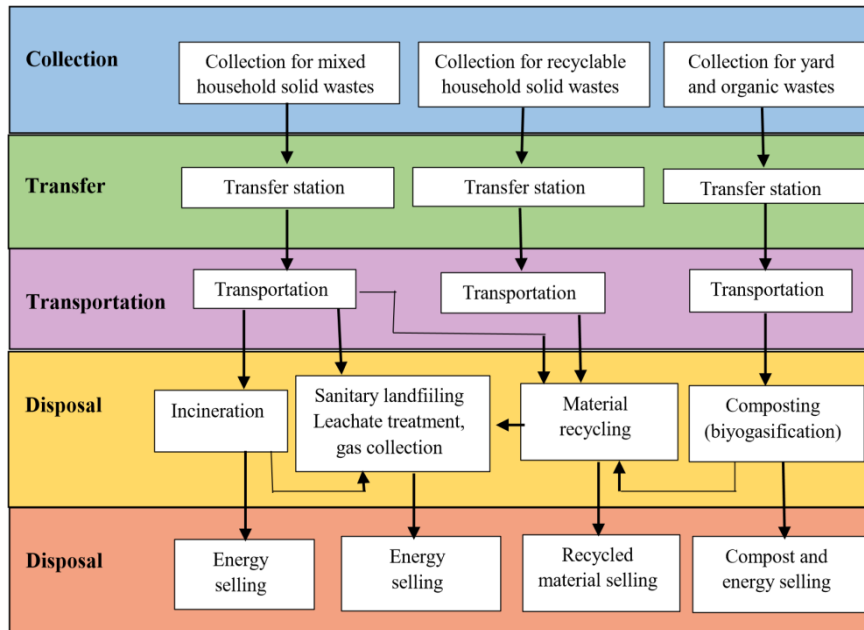 Collection
Collection for mixed
household solid wastes
Collection for recyclable
household solid wastes
Collection for yard
and organic wastes
Transfer
Transfer station
Transfer station
Transfer station
Transportation
Transportation
Transportation
Transportation
Disposal
Incineration
Sanitary landfiiling
Leachate treatment,
gas collection
Material
recycling
Composting
(biyogasification)
Disposal
Energy
selling
Energy
selling
Recycled
material selling
Compost and
energy selling